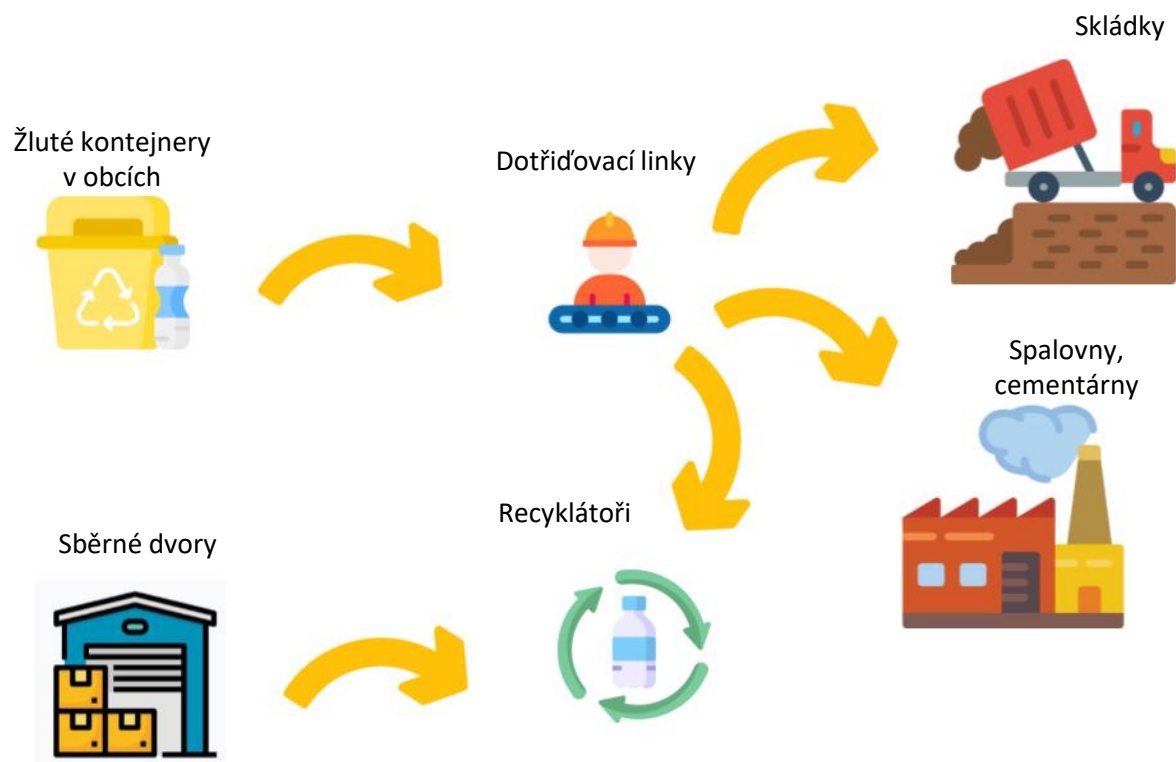 Skládky
Žluté kontejnery
v obcích
Dotřiďovací linky
Spalovny,
cementárny
Recyklátoři
Sběrné dvory